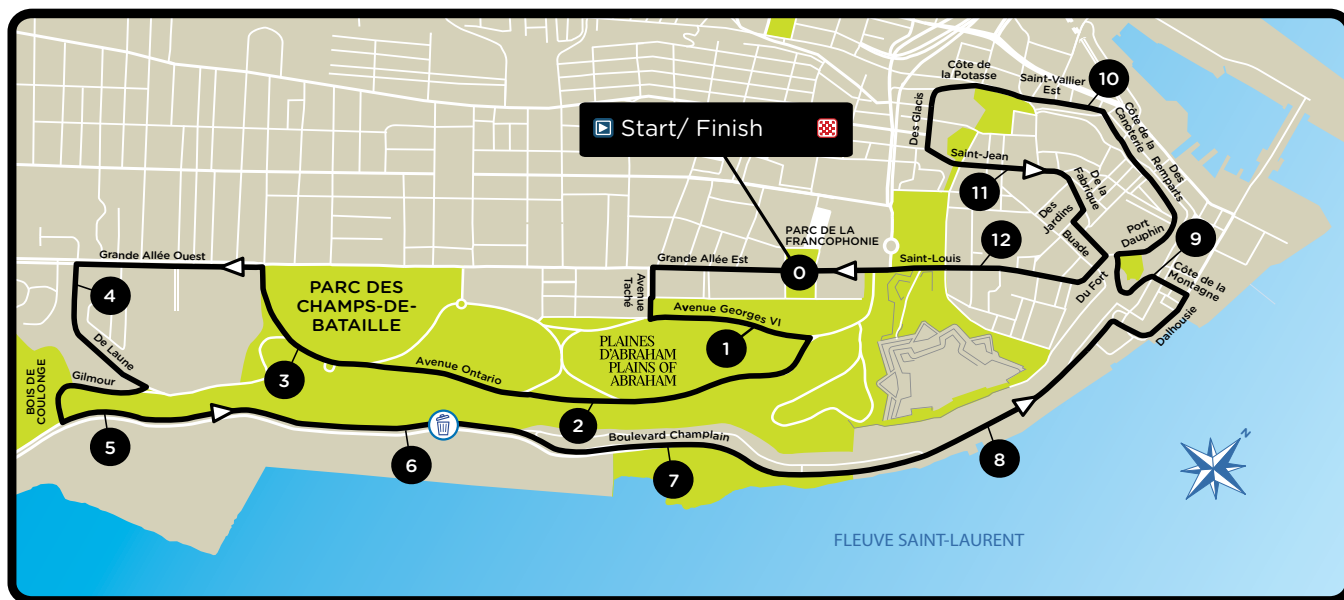 Côte de
la Potasse
Saint-Vallier
Est
10
Des Glacis
Côte de la
Canoterie
Start/ Finish
Saint-Jean
11
De la
Fabrique
Des
Remparts
Des
Jardins
Buade
Port
Dauphin
9
PARC DE LA
FRANCOPHONIE
12
Grande Allée Ouest
Grande Allée Est
0
Saint-Louis
Du Fort
Côte de la
Montagne
Dalhousie
4
PARC DES
CHAMPS-DE-
BATAILLE
Avenue
Taché
Avenue Georges VI
1
PLAINES
D'ABRAHAM
PLAINS OF
ABRAHAM
De Laune
3
Avenue Ontario
Gilmour
BOIS DE
COULONGE
2
5
6
Boulevard Champlain
7
8
N
FLEUVE SAINT-LAURENT